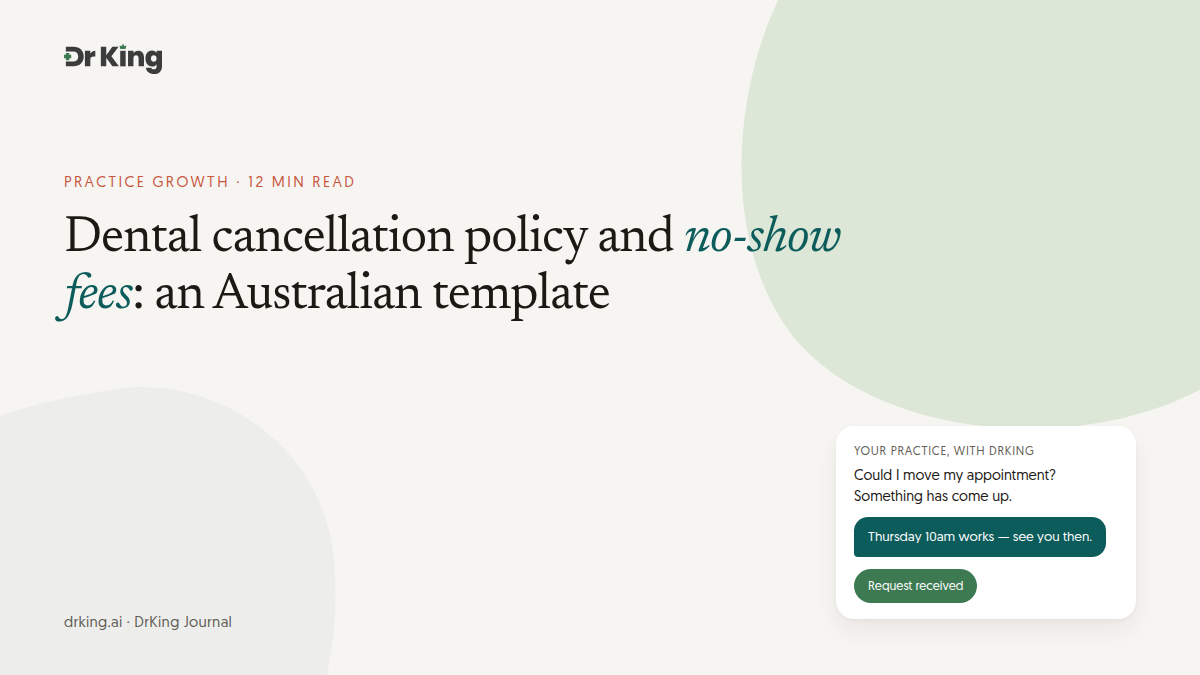 Dr King
PRACTICE GROWTH · 12 MIN READ
Dental cancellation policy and no-show
fees: an Australian template
YOUR PRACTICE, WITH DRKING
Could I move my appointment?
Something has come up.
Thursday 10am works — see you then.
Request received
drking.ai · DrKing Journal